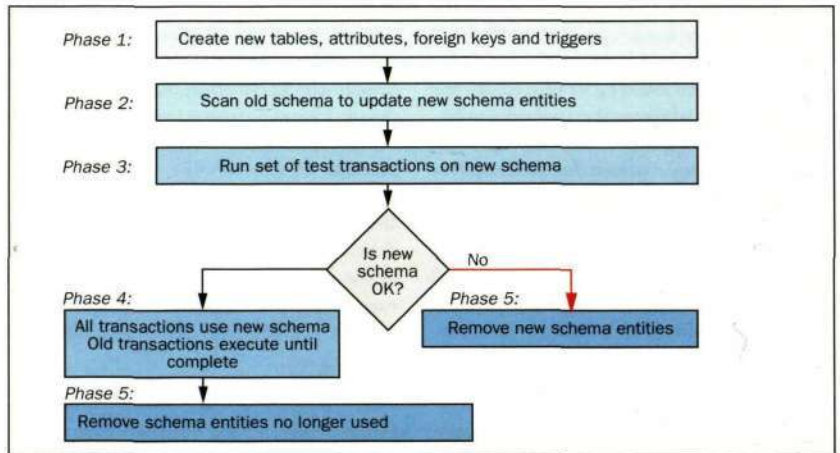 Phase 1:
Create new tables, attributes, foreign keys and triggers
Phase 2:
Scan old schema to update new schema entities
Phase 3:
Run set of test transactions on new schema
Is new
schema
OK?
No
Phase 4:
All transactions use new schema
Old transactions execute until
complete
Phase 5:
Remove new schema entities
Phase 5:
Remove schema entities no longer used